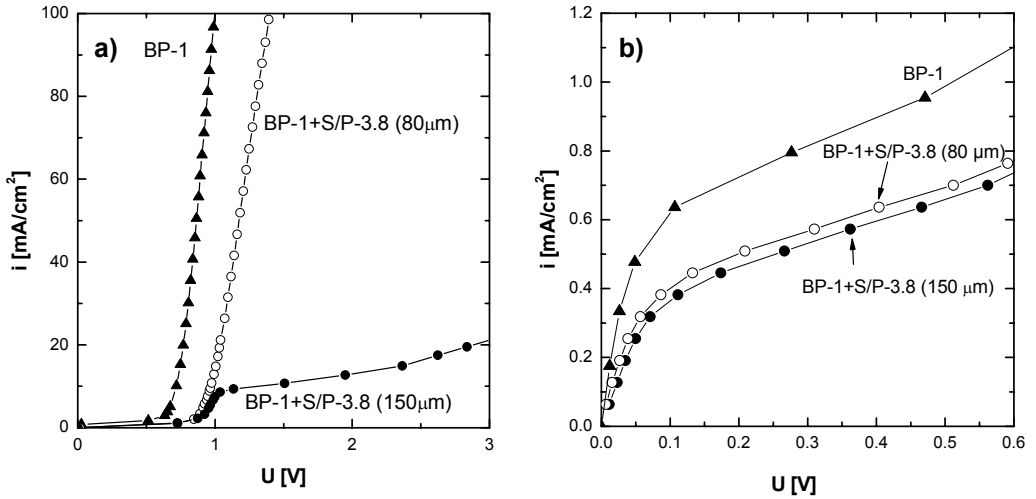 a)
BP-1
BP-1+S/P-3.8 (80μm)
BP-1+S/P-3.8 (150μm)
100
80
60
40
20
0
0
1
2
3
i [mA/cm²]
U [V]
b)
BP-1
BP-1+S/P-3.8 (80 μm)
BP-1+S/P-3.8 (150 μm)
1.2
1.0
0.8
0.6
0.4
0.2
0.0
0.0
0.1
0.2
0.3
0.4
0.5
0.6
i [mA/cm²]
U [V]